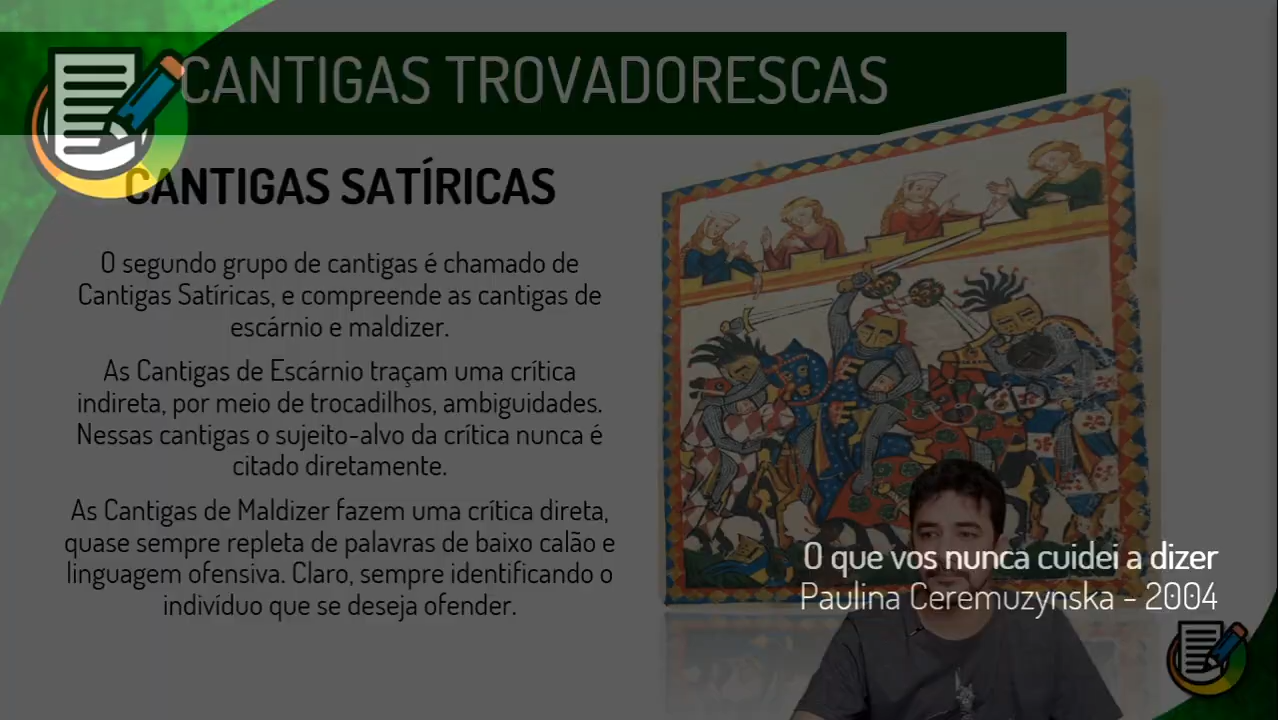 CANTIGAS TROVADORESCAS
CANTIGAS SATÍRICAS
O segundo grupo de cantigas é chamado de
Cantigas Satíricas, e compreende as cantigas de
escárnio e maldizer.
As Cantigas de Escárnio traçam uma crítica
indireta, por meio de trocadilhos, ambiguidades.
Nessas cantigas o sujeito-alvo da crítica nunca é
citado diretamente.
As Cantigas de Maldizer fazem uma crítica direta,
quase sempre repleta de palavras de baixo calão e
linguagem ofensiva. Claro, sempre identificando o
indivíduo que se deseja ofender.
O que vos nunca cuidei a dizer
Paulina Ceremuzynska - 2004